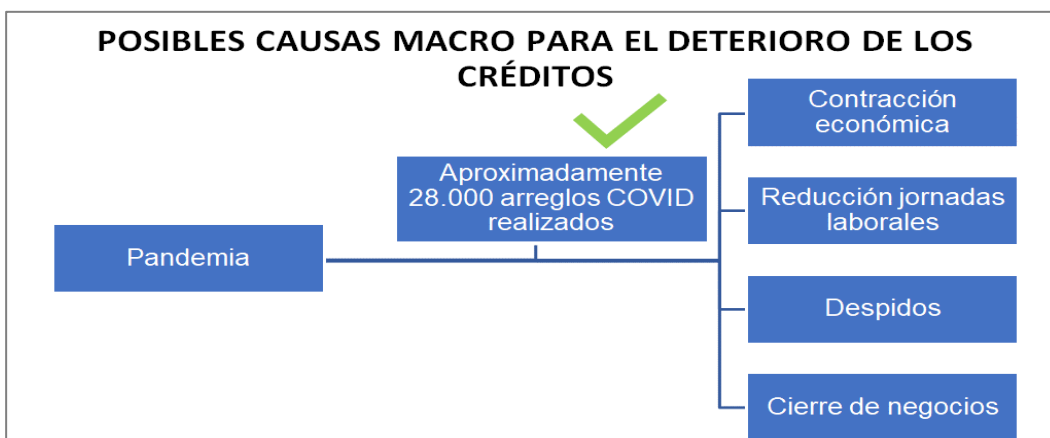 POSIBLES CAUSAS MACRO PARA EL DETERIORO DE LOS
CRÉDITOS
Contracción
económica
Aproximadamente
28.000 arreglos COVID
realizados
Reducción jornadas
laborales
Pandemia
Despidos
Cierre de negocios